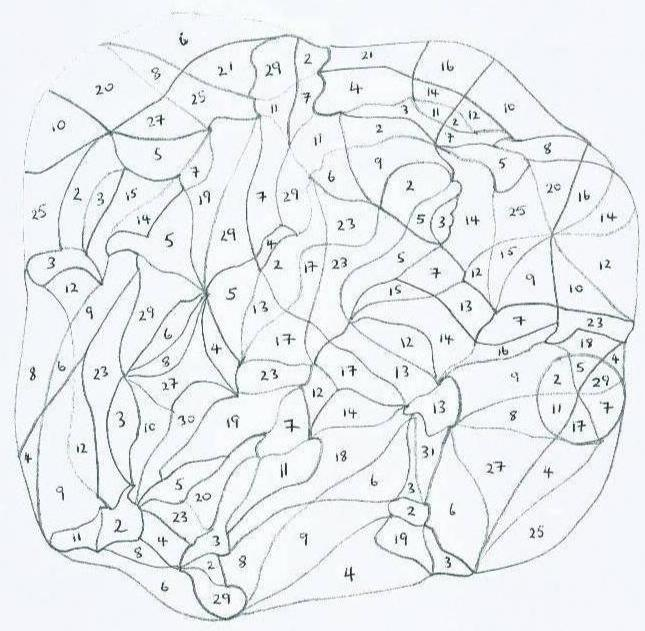 6
21 29 2 21 16
20 8 4 14
25 11 7 3 11 2 12 10
10 27 11 2 7 8
5 9 5
7 6 2 20 16
25 2 3 15 19 7 29 14
14 5 29 23 5 3 14 25
4 15 12
3 2 17 23 5 7 12 9 10
12 5 13 15 13
9 29 7 23
6 4 17 12 14 16 18
8 6 23 8 23 17 13 9 5 4
27 12 2 29
3 10 30 19 7 14 13 8 11 7
12 17
4 11 18 31 27 4
9 5 20 6 3
2 23 2 6
11 4 3 9 19 25
8 2 8 3
6 29 4